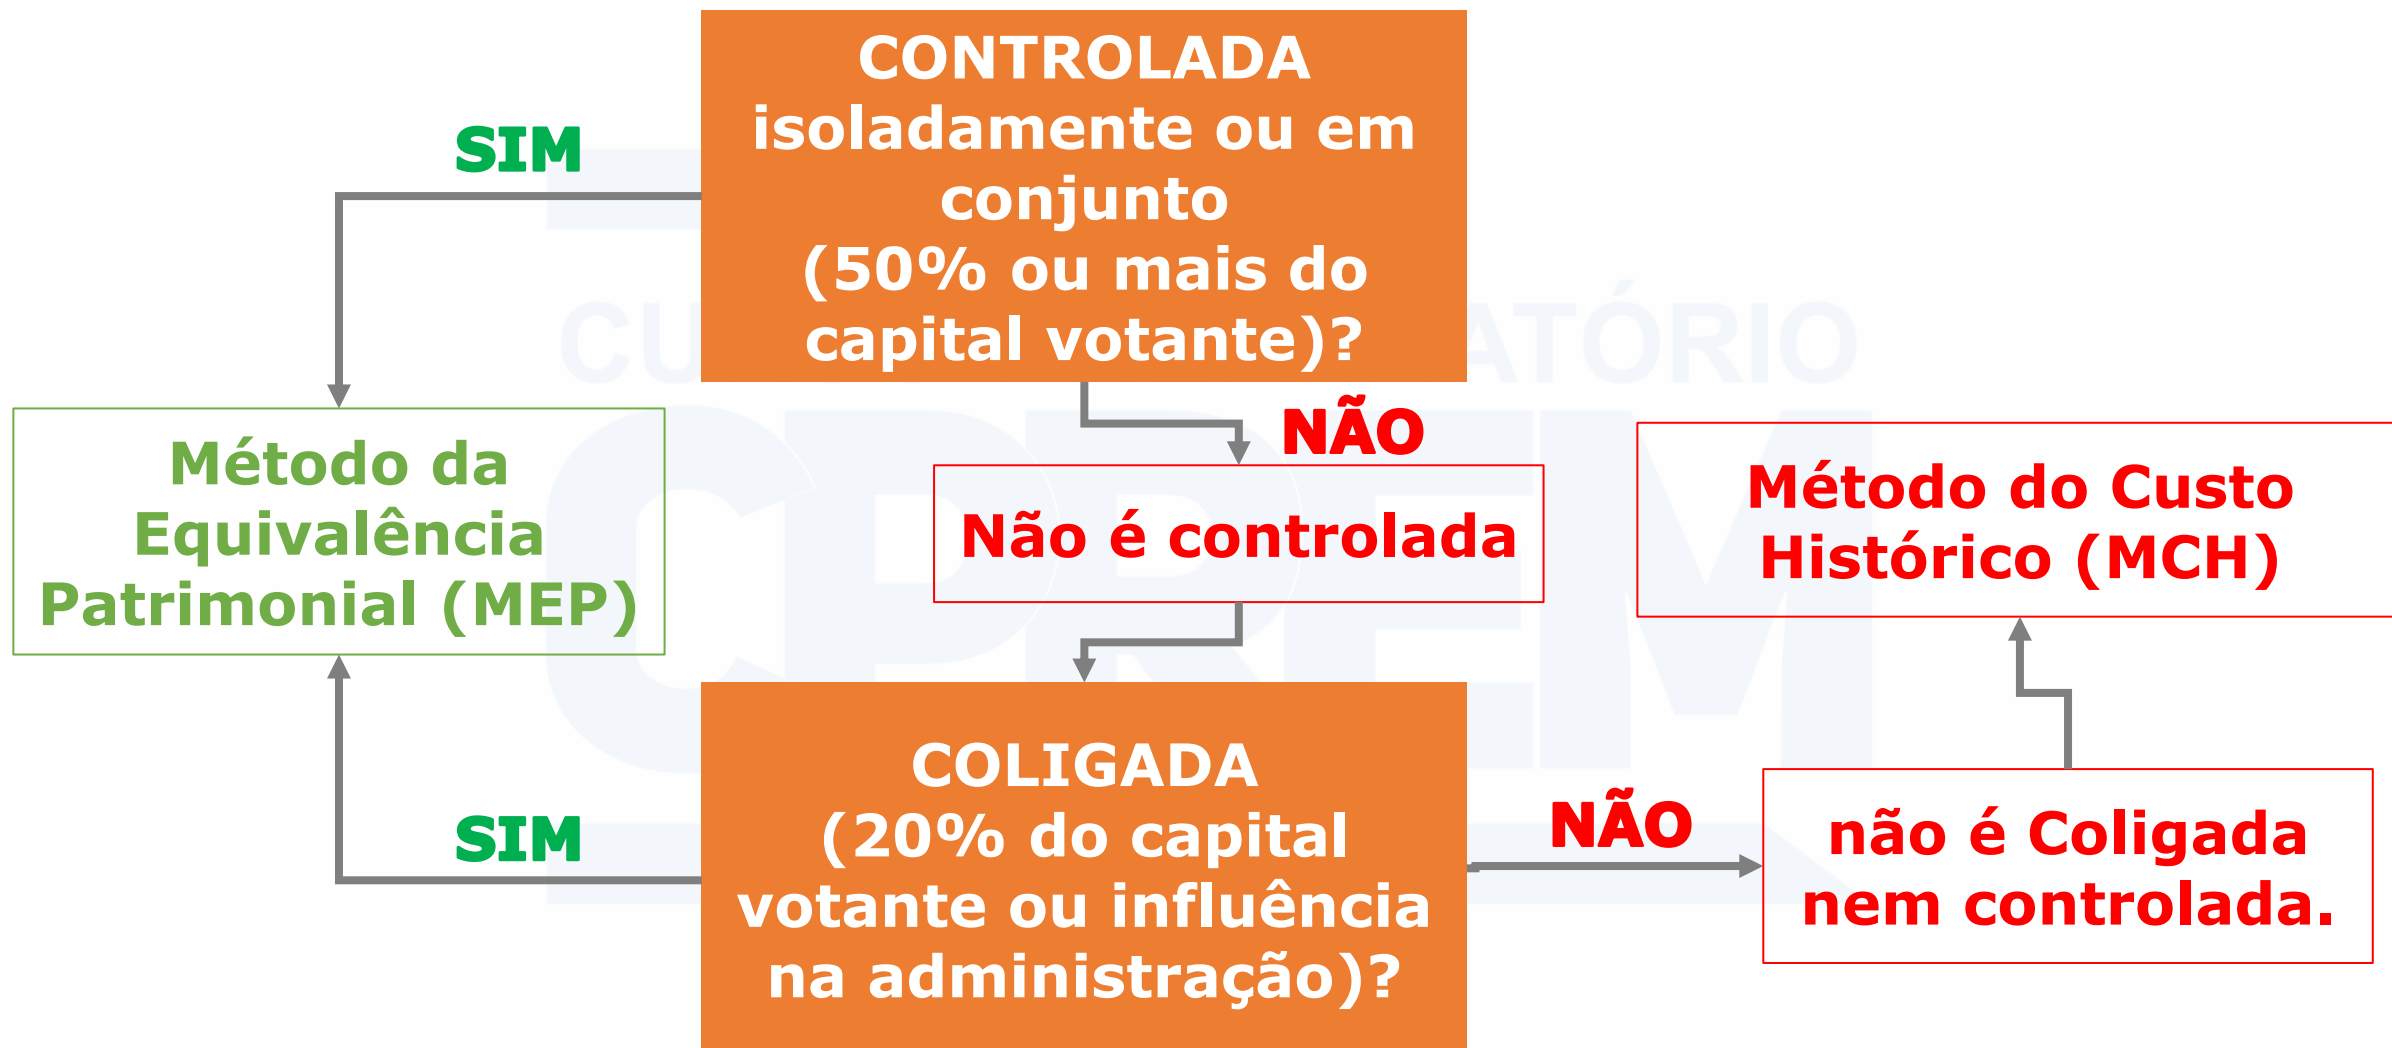 CONTROLADA
isoladamente ou em
conjunto
(50% ou mais do
capital votante)?
SIM
NÃO
Método da
Equivalência
Patrimonial (MEP)
Não é controlada
Método do Custo
Histórico (MCH)
COLIGADA
(20% do capital
votante ou influência
na administração)?
SIM
NÃO
não é Coligada
nem controlada.
CPREM